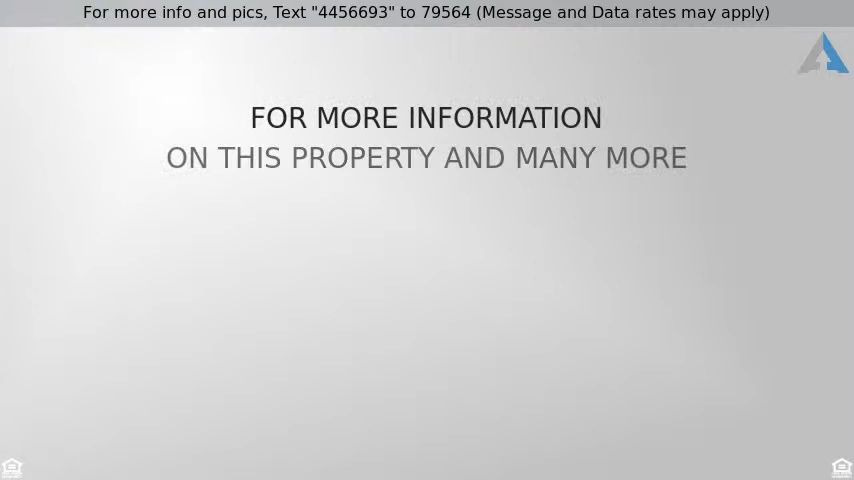 For more info and pics, Text "4456693" to 79564 (Message and Data rates may apply)
FOR MORE INFORMATION
ON THIS PROPERTY AND MANY MORE